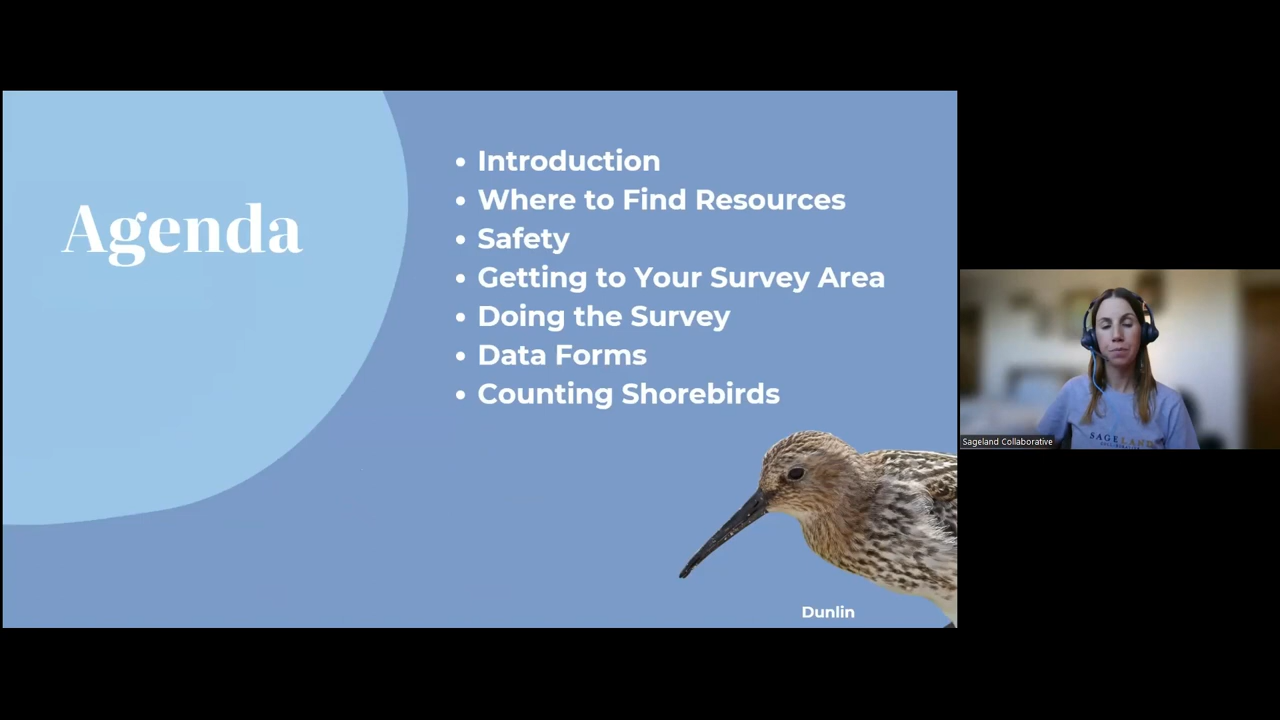 Agenda
• Introduction
• Where to Find Resources
• Safety
• Getting to Your Survey Area
• Doing the Survey
• Data Forms
• Counting Shorebirds
Dunlin
SAGELAND
Sageland Collaborative